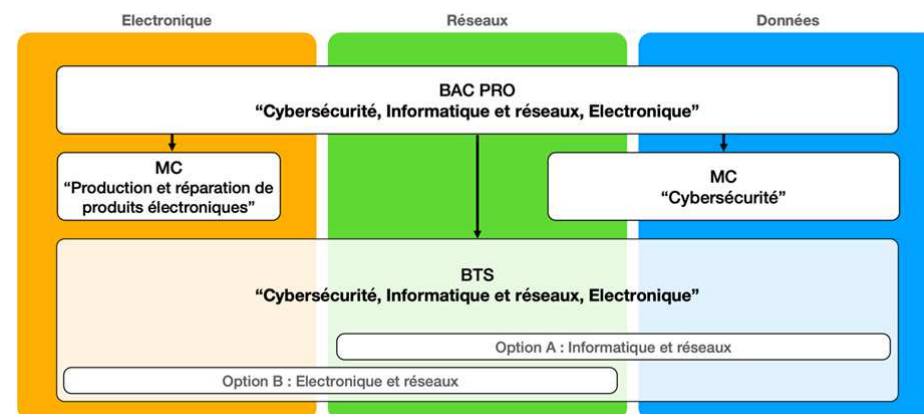 Electronique
Réseaux
Données
BAC PRO
“Cybersécurité, Informatique et réseaux, Electronique”
MC
“Production et réparation de
produits électroniques”
MC
“Cybersécurité”
BTS
“Cybersécurité, Informatique et réseaux, Electronique”
Option A : Informatique et réseaux
Option B : Electronique et réseaux